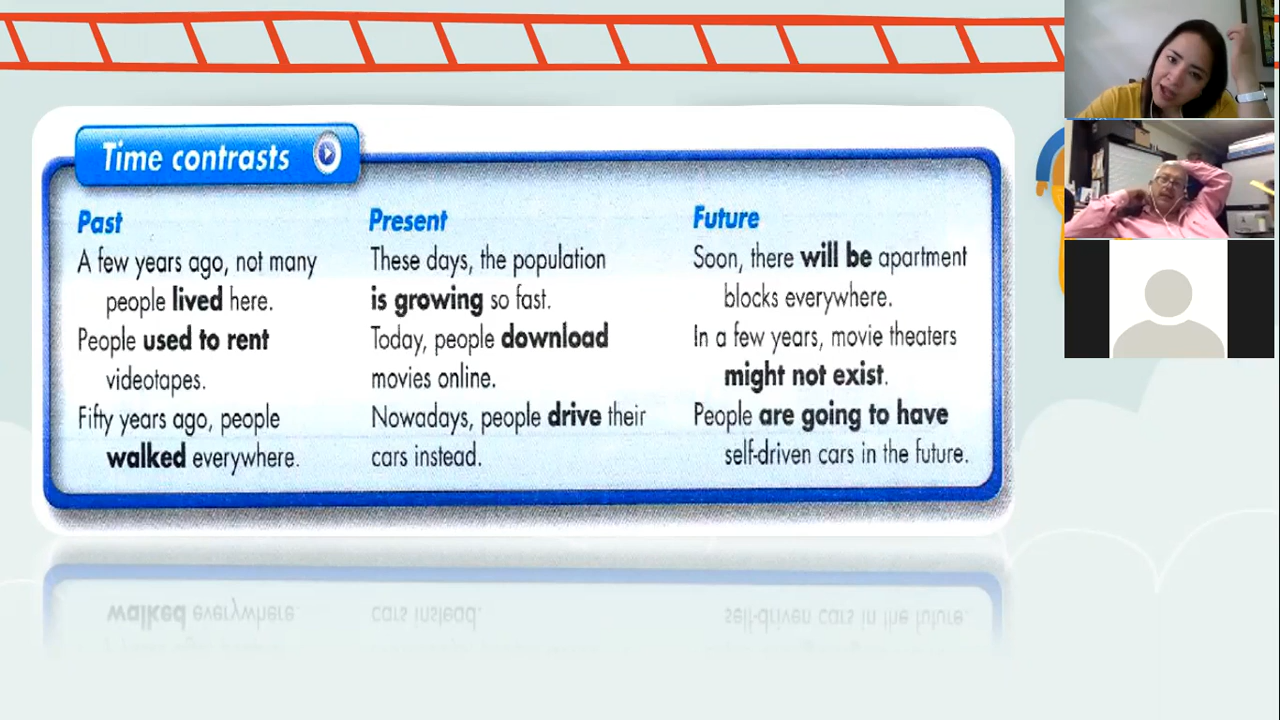 Time contrasts
Past
A few years ago, not many
people lived here.
People used to rent
videotapes.
Fifty years ago, people
walked everywhere.
Present
These days, the population
is growing so fast.
Today, people download
movies online.
Nowadays, people drive their
cars instead.
Future
Soon, there will be apartment
blocks everywhere.
In a few years, movie theaters
might not exist.
People are going to have
self-driven cars in the future.